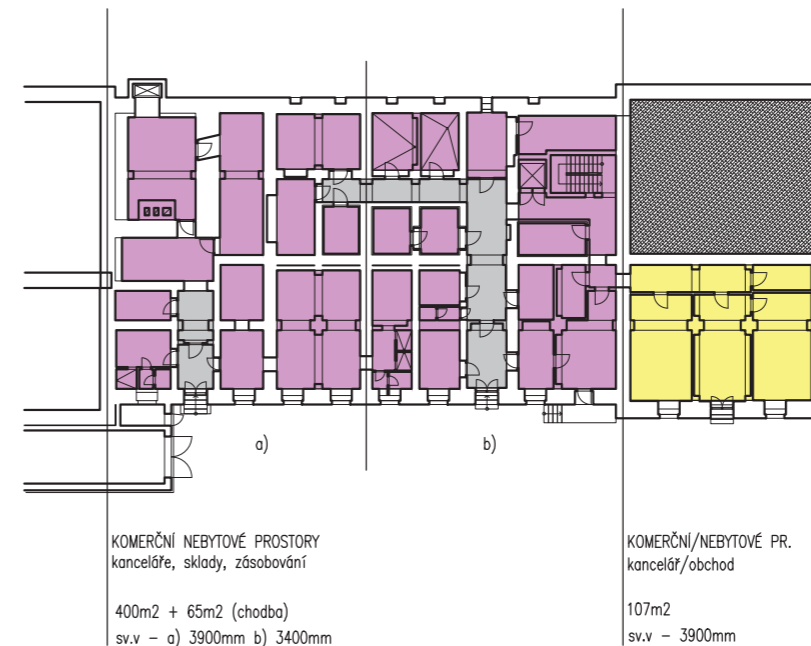 a)
b)
KOMERČNÍ NEBYTOVÉ PROSTORY
kanceláře, sklady, zásobování
400m2 + 65m2 (chodba)
sv.v – a) 3900mm b) 3400mm
KOMERČNÍ/NEBYTOVÉ PR.
kancelář/obchod
107m2
sv.v – 3900mm